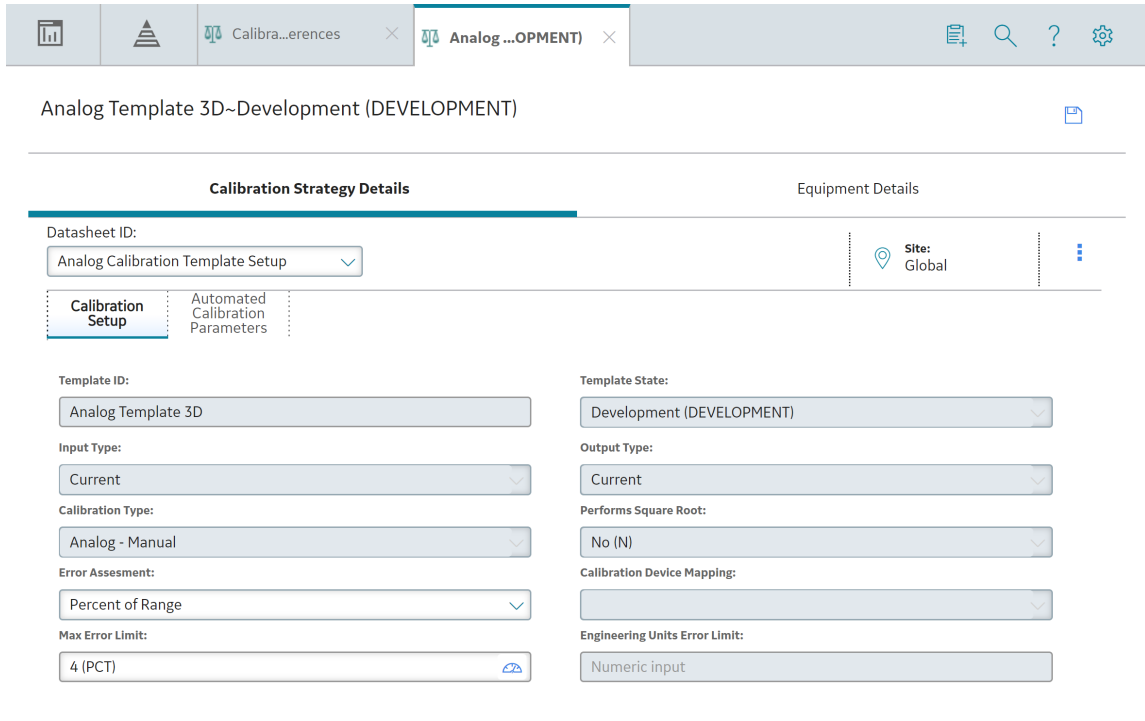 Calibra...erences
Analog ...OPMENT)
Analog Template 3D~Development (DEVELOPMENT)
Calibration Strategy Details
Equipment Details
Datasheet ID:
Analog Calibration Template Setup
Site:
Global
Calibration
Setup
Automated
Calibration
Parameters
Template ID:
Template State:
Analog Template 3D
Development (DEVELOPMENT)
Input Type:
Output Type:
Current
Current
Calibration Type:
Performs Square Root:
Analog - Manual
No (N)
Error Assesment:
Calibration Device Mapping:
Percent of Range
Max Error Limit:
Engineering Units Error Limit:
4 (PCT)
Numeric input